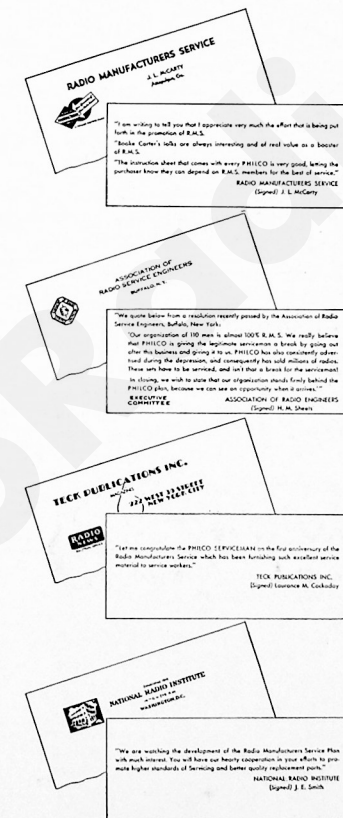 RADIO MANUFACTURERS SERVICE
J. L. McCARTY
"I am writing to tell you that I appreciate very much the effort that is being put
forth in the promotion of R.M.S.
"Boake Carter's talks are always interesting and of real value as a booster
of R.M.S.
"The instruction sheet that comes with every PHILCO is very good, letting the
purchaser know they can depend on R.M.S. members for the best of service."
RADIO MANUFACTURERS SERVICE
(Signed) J. L. McCarty
ASSOCIATION OF
RADIO SERVICE ENGINEERS
BUFFALO, N.Y.
"We quote below from a resolution recently passed by the Association of Radio
Service Engineers, Buffalo, New York:
'Our organization of 110 men is almost 100% R. M. S. We really believe
that PHILCO is giving the legitimate serviceman a break by going out
after this business and giving it to us. PHILCO has also consistently adver-
tised during the depression, and consequently has sold millions of radios.
These sets have to be serviced, and isn't that a break for the serviceman?
In closing, we wish to state that our organization stands firmly behind the
PHILCO plan, because we can see an opportunity when it arrives.'"
EXECUTIVE
COMMITTEE
ASSOCIATION OF RADIO ENGINEERS
(Signed) H. M. Sheets
TECK PUBLICATIONS INC.
MAGAZINES
222 WEST 39 STREET
NEW YORK CITY
RADIO
NEWS
"Let me congratulate the PHILCO SERVICEMAN on the first anniversary of the
Radio Manufacturers Service which has been furnishing such excellent service
material to service workers."
TECK PUBLICATIONS INC.
(Signed) Laurance M. Cockaday
NATIONAL RADIO INSTITUTE
WASHINGTON, D.C.
"We are watching the development of the Radio Manufacturers Service Plan
with much interest. You will have our hearty cooperation in your efforts to pro-
mote higher standards of Servicing and better quality replacement parts."
NATIONAL RADIO INSTITUTE
(Signed) J. E. Smith